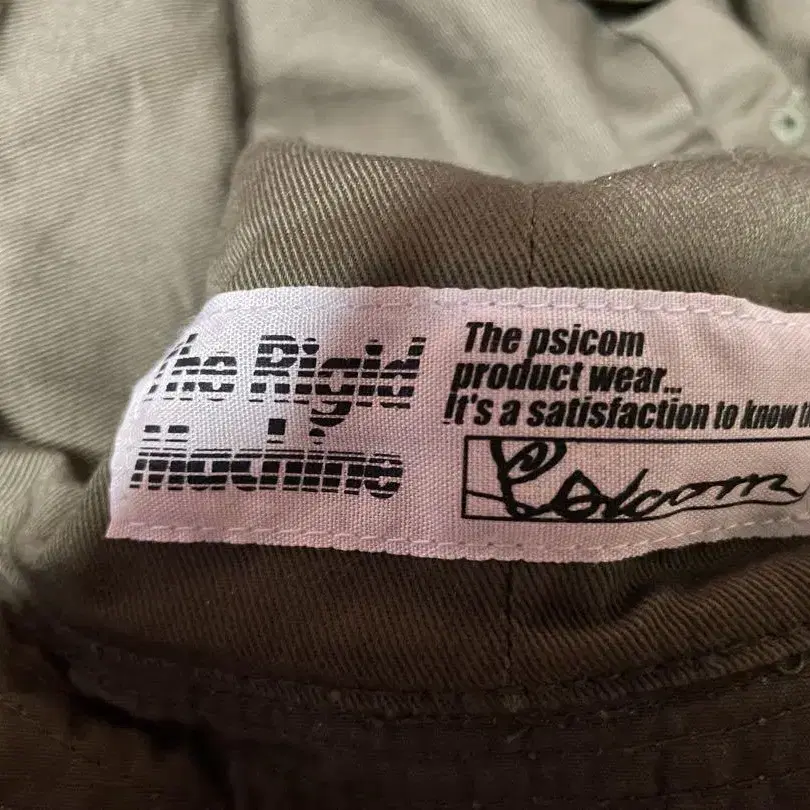 The Rigid
Machine
The psicom
product wear...
It's a satisfaction to know